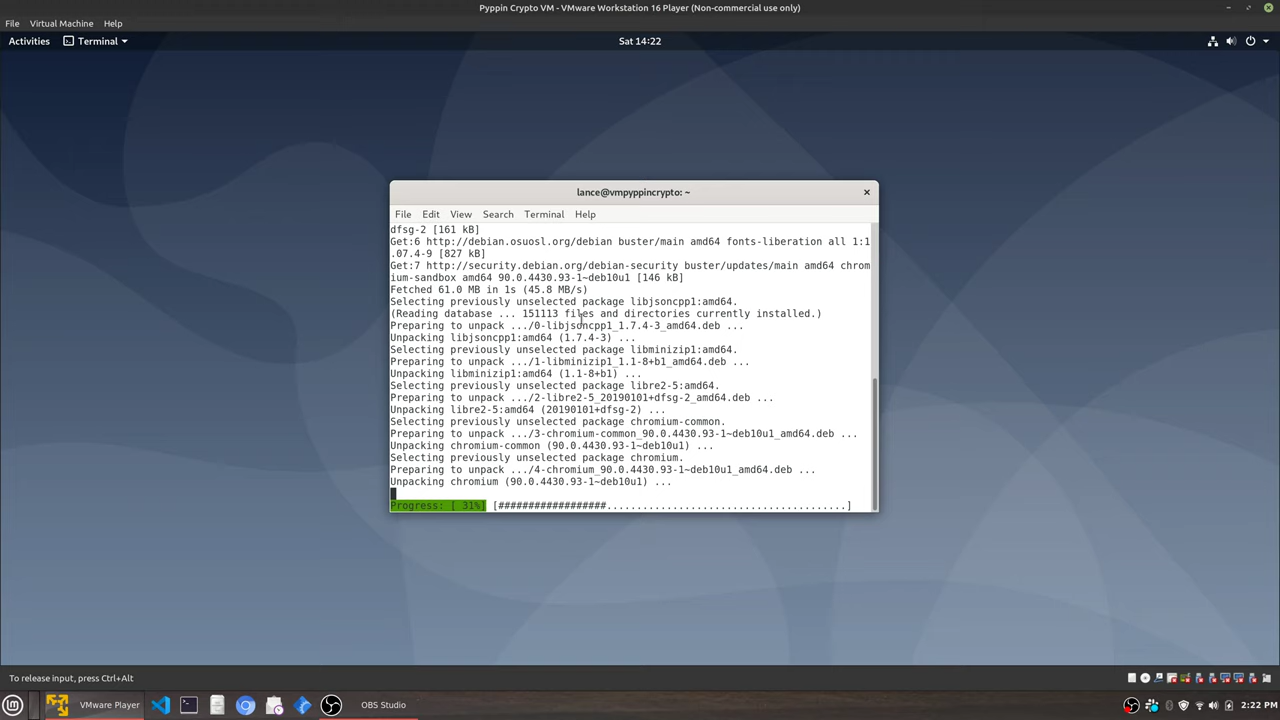 Pyppin Crypto VM - VMware Workstation 16 Player (Non-commercial use only)
File Virtual Machine Help
Activities Terminal Sat 14:22
lance@vmpyppincrypto: ~
File Edit View Search Terminal Help
dfsg-2 [161 kB]
Get:6 http://debian.osuosl.org/debian buster/main amd64 fonts-liberation all 1:1
.07.4-9 [827 kB]
Get:7 http://security.debian.org/debian-security buster/updates/main amd64 chrom
ium-sandbox amd64 90.0.4430.93-1~deb10u1 [146 kB]
Fetched 61.0 MB in 1s (45.8 MB/s)
Selecting previously unselected package libjsoncpp1:amd64.
(Reading database ... 151113 files and directories currently installed.)
Preparing to unpack .../0-libjsoncpp1_1.7.4-3_amd64.deb ...
Unpacking libjsoncpp1:amd64 (1.7.4-3) ...
Selecting previously unselected package libminizip1:amd64.
Preparing to unpack .../1-libminizip1_1.1-8+b1_amd64.deb ...
Unpacking libminizip1:amd64 (1.1-8+b1) ...
Selecting previously unselected package libre2-5:amd64.
Preparing to unpack .../2-libre2-5_20190101+dfsg-2_amd64.deb ...
Unpacking libre2-5:amd64 (20190101+dfsg-2) ...
Selecting previously unselected package chromium-common.
Preparing to unpack .../3-chromium-common_90.0.4430.93-1~deb10u1_amd64.deb ...
Unpacking chromium-common (90.0.4430.93-1~deb10u1) ...
Selecting previously unselected package chromium.
Preparing to unpack .../4-chromium_90.0.4430.93-1~deb10u1_amd64.deb ...
Unpacking chromium (90.0.4430.93-1~deb10u1) ...
Progress: [ 31%] [##################........................................]
To release input, press Ctrl+Alt
VMware Player OBS Studio 2:22 PM